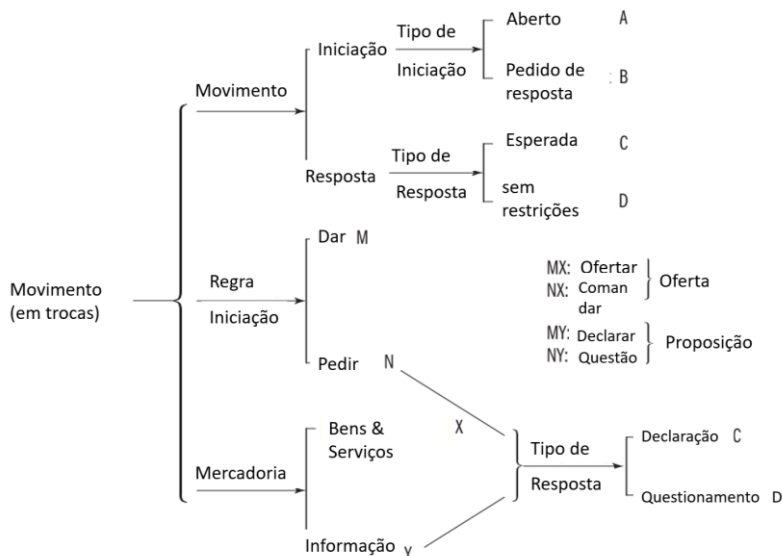 Movimento
(em trocas)
Movimento
Iniciação
Tipo de
Iniciação
Aberto A
Pedido de
resposta : B
Resposta
Tipo de
Resposta
Esperada C
sem
restrições D
Regra
Iniciação
Dar M
Pedir N
Mercadoria
Bens &
Serviços
X
Informação Y
Tipo de
Resposta
Declaração C
Questionamento D
MX: Ofertar
NX: Coman
dar
Oferta
MY: Declarar
NY: Questão
Proposição